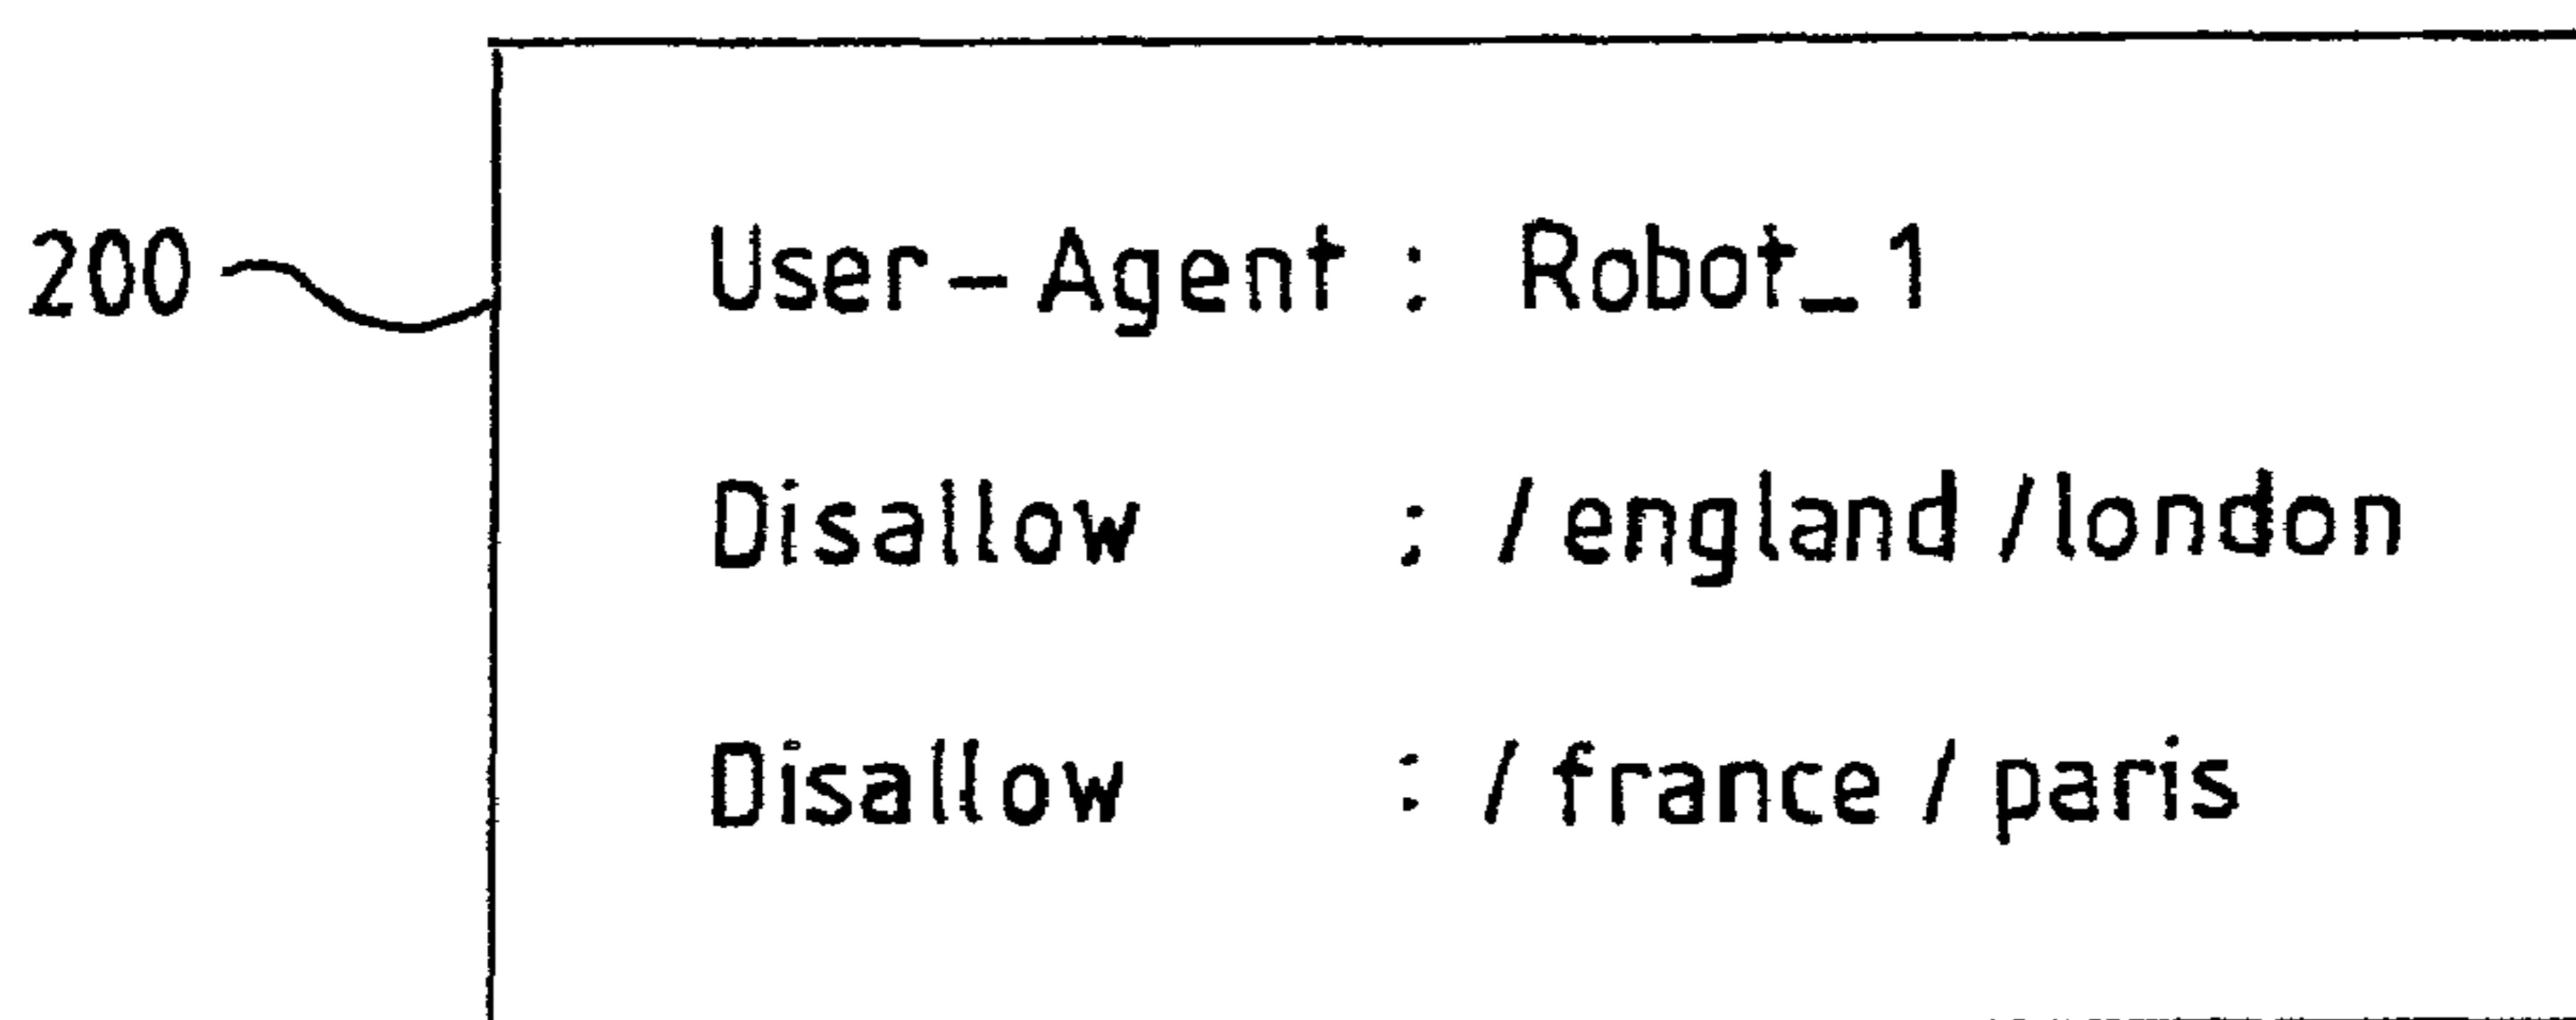 200
User-Agent : Robot_1
Disallow : /england/london
Disallow : /france/paris